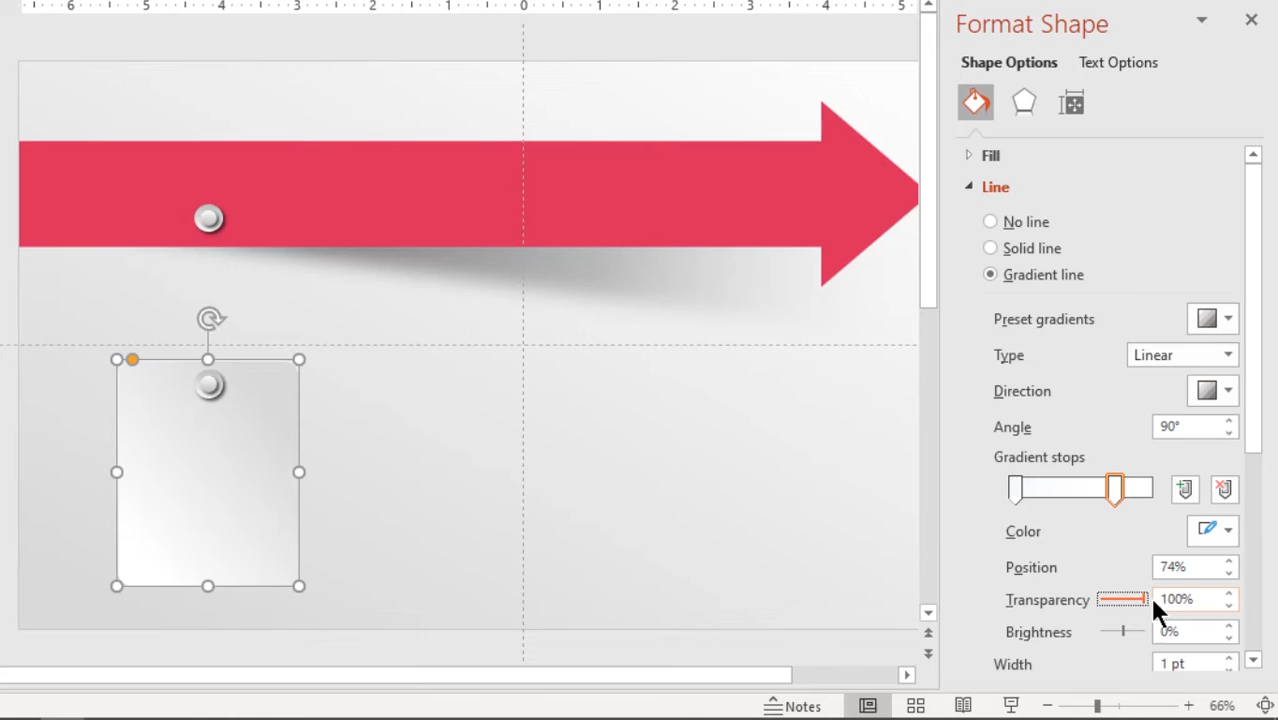 6 5 4 3 2 1 0 1 2 3 4 5
Format Shape
Shape Options Text Options
Fill
Line
No line
Solid line
Gradient line
Preset gradients
Type Linear
Direction
Angle 90°
Gradient stops
Color
Position 74%
Transparency 100%
Brightness 0%
Width 1 pt
Notes 66%